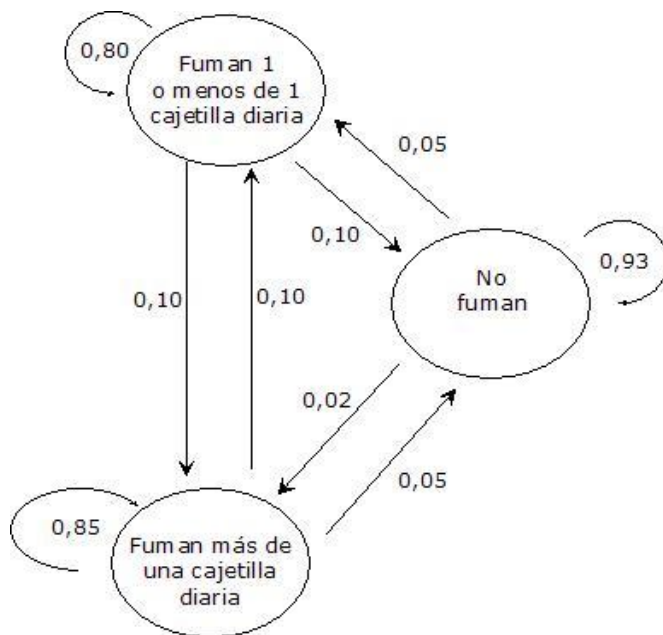 0,80
Fuman 1
o menos de 1
cajetilla diaria
0,05
0,10
No
fuman
0,93
0,10
0,10
0,02
0,05
0,85
Fuman más de
una cajetilla
diaria